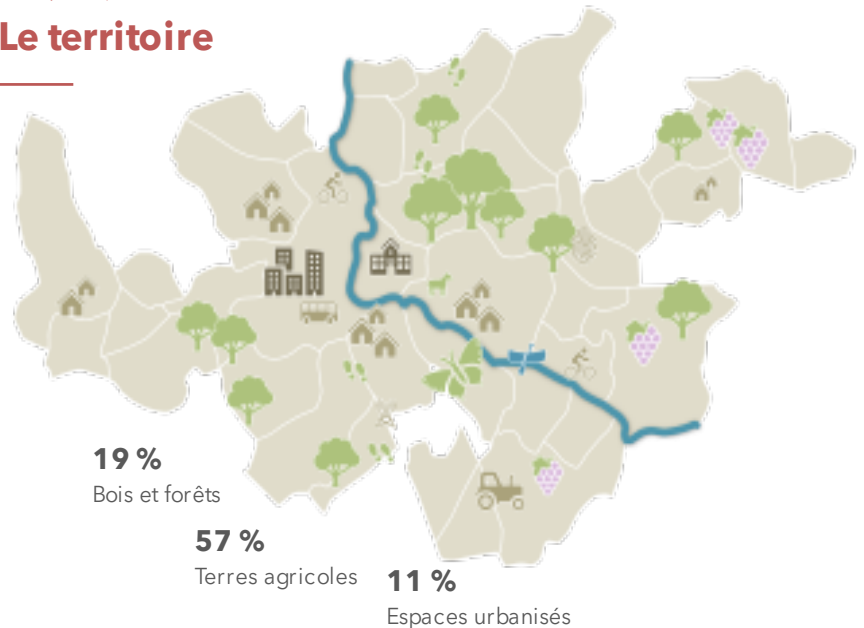 Le territoire
19 %
Bois et forêts
57 %
Terres agricoles
11 %
Espaces urbanisés